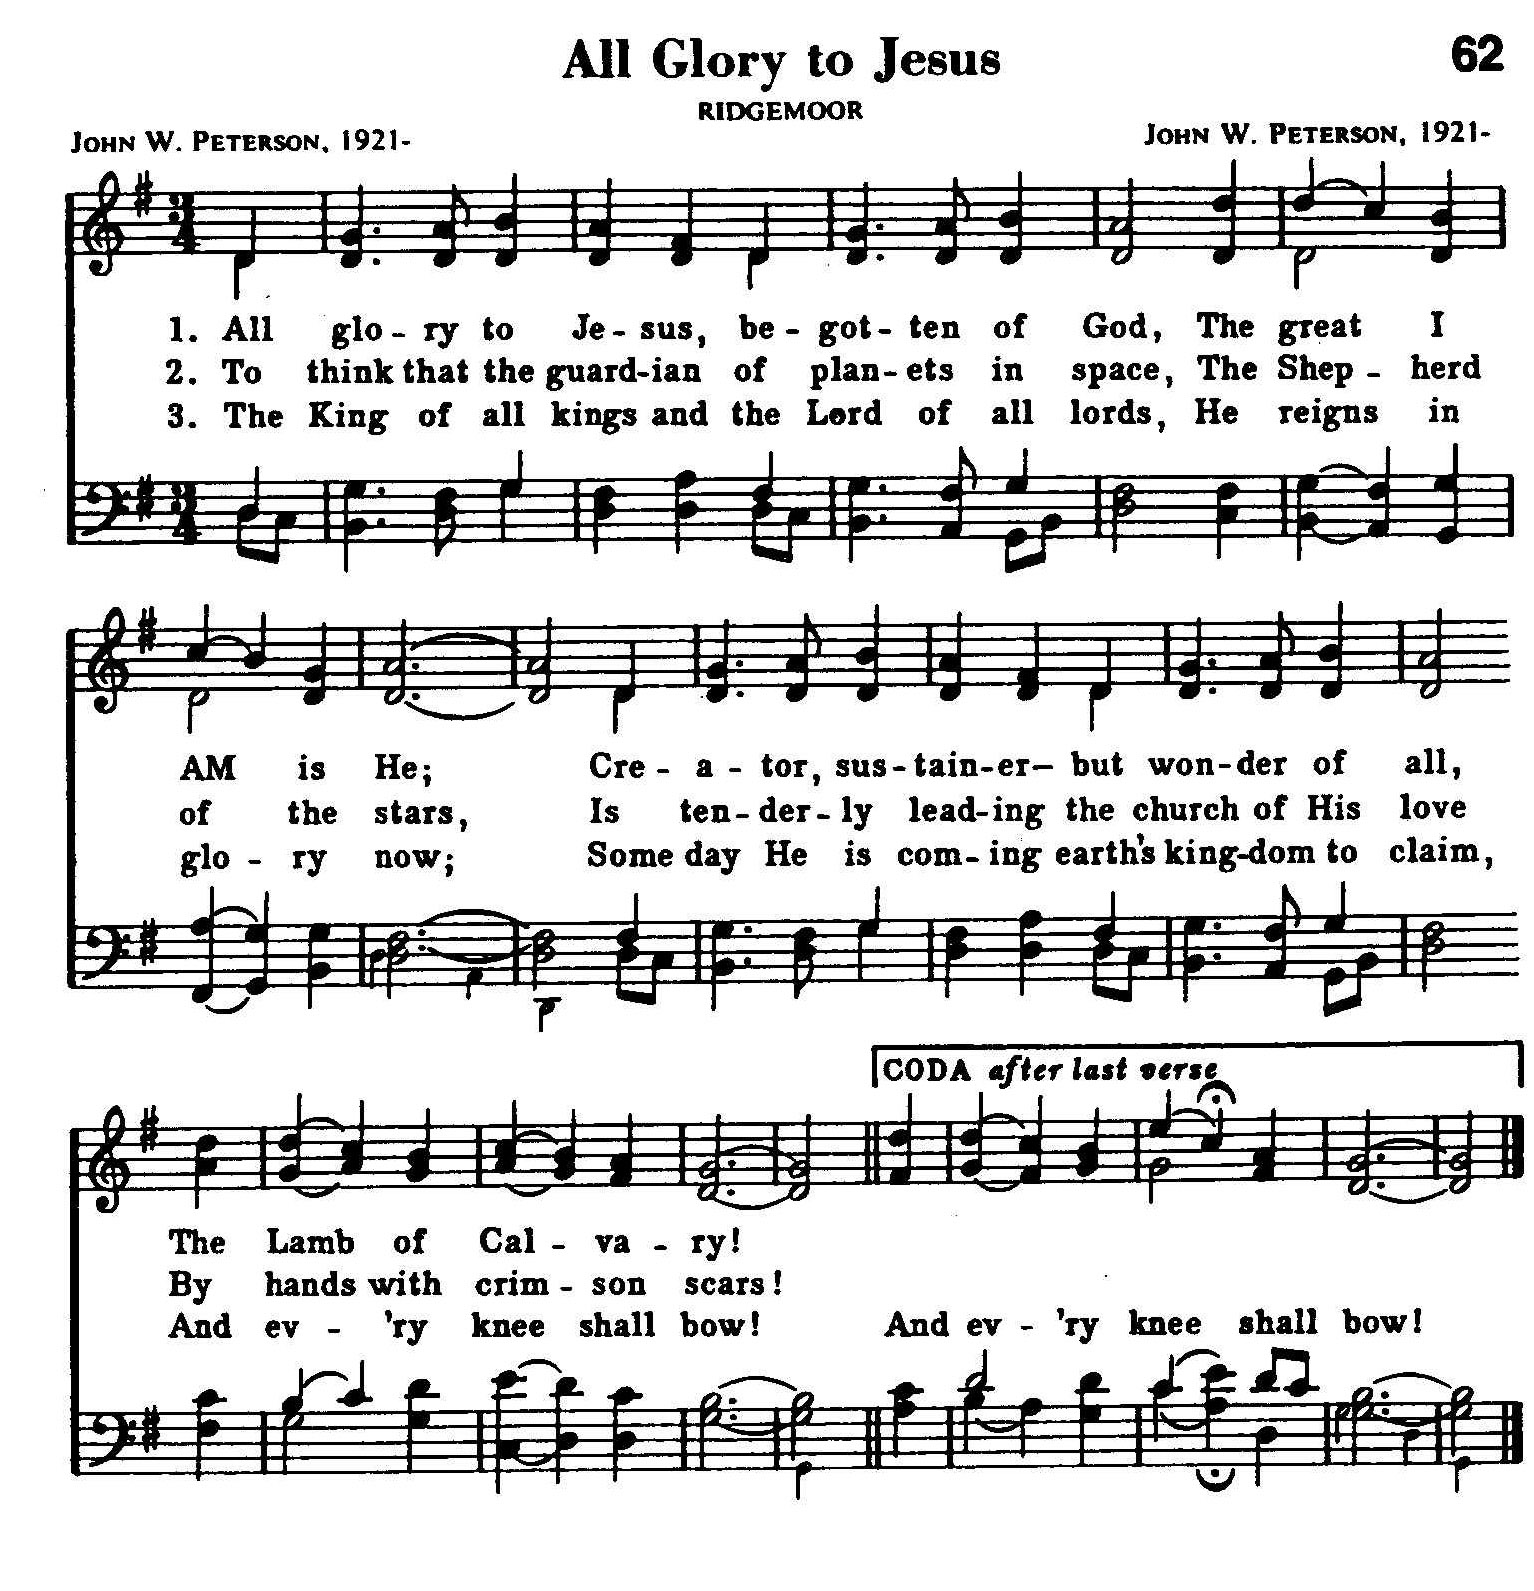 All Glory to Jesus 62
RIDGEMOOR
JOHN W. PETERSON, 1921-
JOHN W. PETERSON, 1921-
1. All glo - ry to Je - sus, be - got - ten of God, The great I
2. To think that the guard-ian of plan - ets in space, The Shep - herd
3. The King of all kings and the Lord of all lords, He reigns in
AM is He; Cre - a - tor, sus - tain-er— but won-der of all,
of the stars, Is ten - der - ly lead-ing the church of His love
glo - ry now; Some day He is com - ing earth's king-dom to claim,
CODA after last verse
The Lamb of Cal - va - ry!
By hands with crim - son scars!
And ev - 'ry knee shall bow! And ev - 'ry knee shall bow!